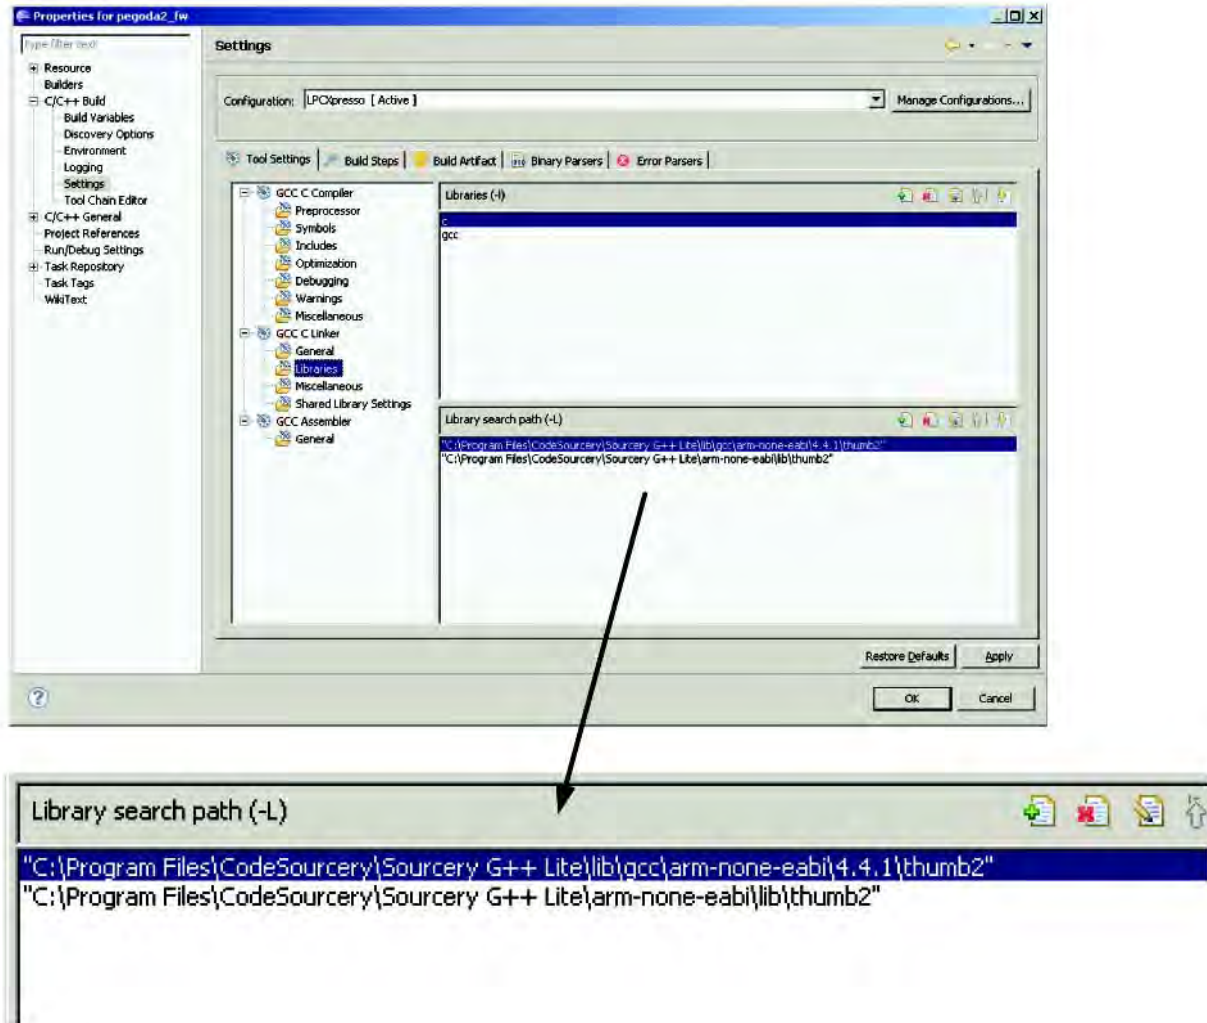 Properties for pegoda2_fw
type filter text
Resource
Builders
C/C++ Build
Build Variables
Discovery Options
Environment
Logging
Settings
Tool Chain Editor
C/C++ General
Project References
Run/Debug Settings
Task Repository
Task Tags
WikiText
Settings
Configuration: LPCXpresso [ Active ]
Manage Configurations...
Tool Settings Build Steps Build Artifact Binary Parsers Error Parsers
GCC C Compiler
Preprocessor
Symbols
Includes
Optimization
Debugging
Warnings
Miscellaneous
GCC C Linker
General
Libraries
Miscellaneous
Shared Library Settings
GCC Assembler
General
Libraries (-l)
c
gcc
Library search path (-L)
"C:\Program Files\CodeSourcery\Sourcery G++ Lite\lib\gcc\arm-none-eabi\4.4.1\thumb2"
"C:\Program Files\CodeSourcery\Sourcery G++ Lite\arm-none-eabi\lib\thumb2"
Restore Defaults Apply
OK Cancel
Library search path (-L)
"C:\Program Files\CodeSourcery\Sourcery G++ Lite\lib\gcc\arm-none-eabi\4.4.1\thumb2"
"C:\Program Files\CodeSourcery\Sourcery G++ Lite\arm-none-eabi\lib\thumb2"